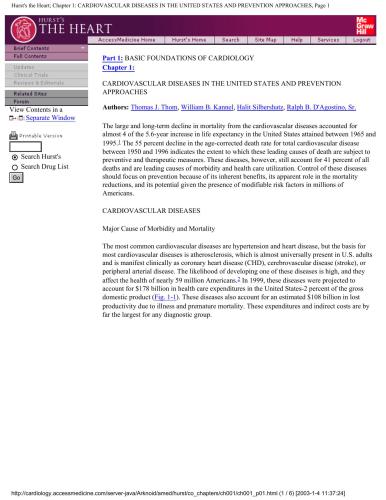 Hurst's the Heart; Chapter 1: CARDIOVASCULAR DISEASES IN THE UNITED STATES AND PREVENTION APPROACHES, Page 1
HURST'S
THE HEART
Mc
Graw
Hill
AccessMedicine Home Hurst's Home Search Site Map Help Services Logout
Brief Contents
Full Contents
Updates
Clinical Trials
Reviews & Editorials
Related Sites
Forum
View Contents in a
Separate Window
Printable Version
Search Hurst's
Search Drug List
Go
Part 1: BASIC FOUNDATIONS OF CARDIOLOGY
Chapter 1:
CARDIOVASCULAR DISEASES IN THE UNITED STATES AND PREVENTION
APPROACHES
Authors: Thomas J. Thom, William B. Kannel, Halit Silbershatz, Ralph B. D'Agostino, Sr.
The large and long-term decline in mortality from the cardiovascular diseases accounted for
almost 4 of the 5.6-year increase in life expectancy in the United States attained between 1965 and
1995.1 The 55 percent decline in the age-corrected death rate for total cardiovascular disease
between 1950 and 1996 indicates the extent to which these leading causes of death are subject to
preventive and therapeutic measures. These diseases, however, still account for 41 percent of all
deaths and are leading causes of morbidity and health care utilization. Control of these diseases
should focus on prevention because of its inherent benefits, its apparent role in the mortality
reductions, and its potential given the presence of modifiable risk factors in millions of
Americans.
CARDIOVASCULAR DISEASES
Major Cause of Morbidity and Mortality
The most common cardiovascular diseases are hypertension and heart disease, but the basis for
most cardiovascular diseases is atherosclerosis, which is almost universally present in U.S. adults
and is manifest clinically as coronary heart disease (CHD), cerebrovascular disease (stroke), or
peripheral arterial disease. The likelihood of developing one of these diseases is high, and they
affect the health of nearly 59 million Americans.2 In 1999, these diseases were projected to
account for $178 billion in health care expenditures in the United States-2 percent of the gross
domestic product (Fig. 1-1). These diseases also account for an estimated $108 billion in lost
productivity due to illness and premature mortality. These expenditures and indirect costs are by
far the largest for any diagnostic group.
http://cardiology.accessmedicine.com/server-java/Arknoid/amed/hurst/co_chapters/ch001/ch001_p01.html (1 / 6) [2003-1-4 11:37:24]